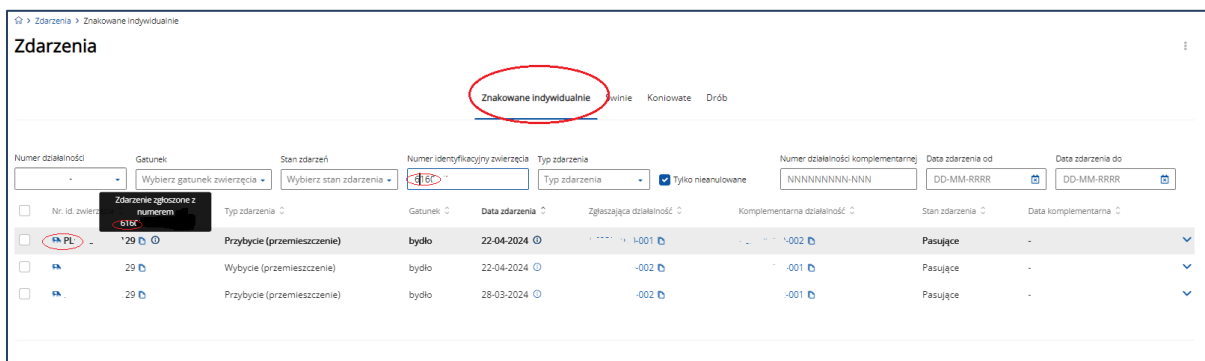 > Zdarzenia > Znakowane indywidualnie
Zdarzenia
Znakowane indywidualnie Świnie Koniowate Drób
Numer działalności Gatunek Stan zdarzeń Numer identyfikacyjny zwierzęcia Typ zdarzenia Numer działalności komplementarnej Data zdarzenia od Data zdarzenia do
- Wybierz gatunek zwierzęcia Wybierz stan zdarzenia 616 Typ zdarzenia Tylko nieanulowane NNNNNNNNN-NNN DD-MM-RRRR DD-MM-RRRR
Zdarzenie zgłoszone z
numerem
616
Nr. id. Typ zdarzenia Gatunek Data zdarzenia Zgłaszająca działalność Komplementarna działalność Stan zdarzenia Data komplementarna
PL 29 Przybycie (przemieszczenie) bydło 22-04-2024 -001 -002 Pasujące -
29 Wybycie (przemieszczenie) bydło 22-04-2024 -002 -001 Pasujące -
29 Przybycie (przemieszczenie) bydło 28-03-2024 -002 -001 Pasujące -